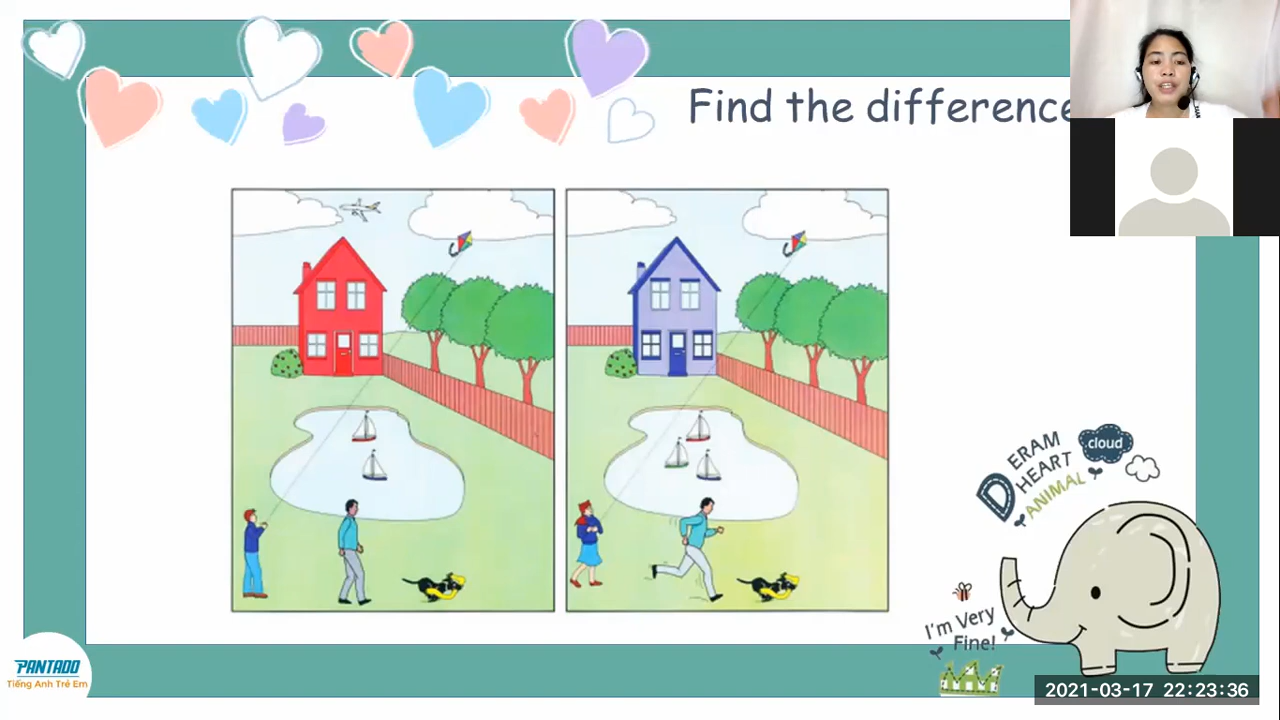 Find the difference
DERAM
HEART
ANIMAL
cloud
I'm Very
Fine!
PANTADO
Tiếng Anh Trẻ Em
2021-03-17 22:23:36